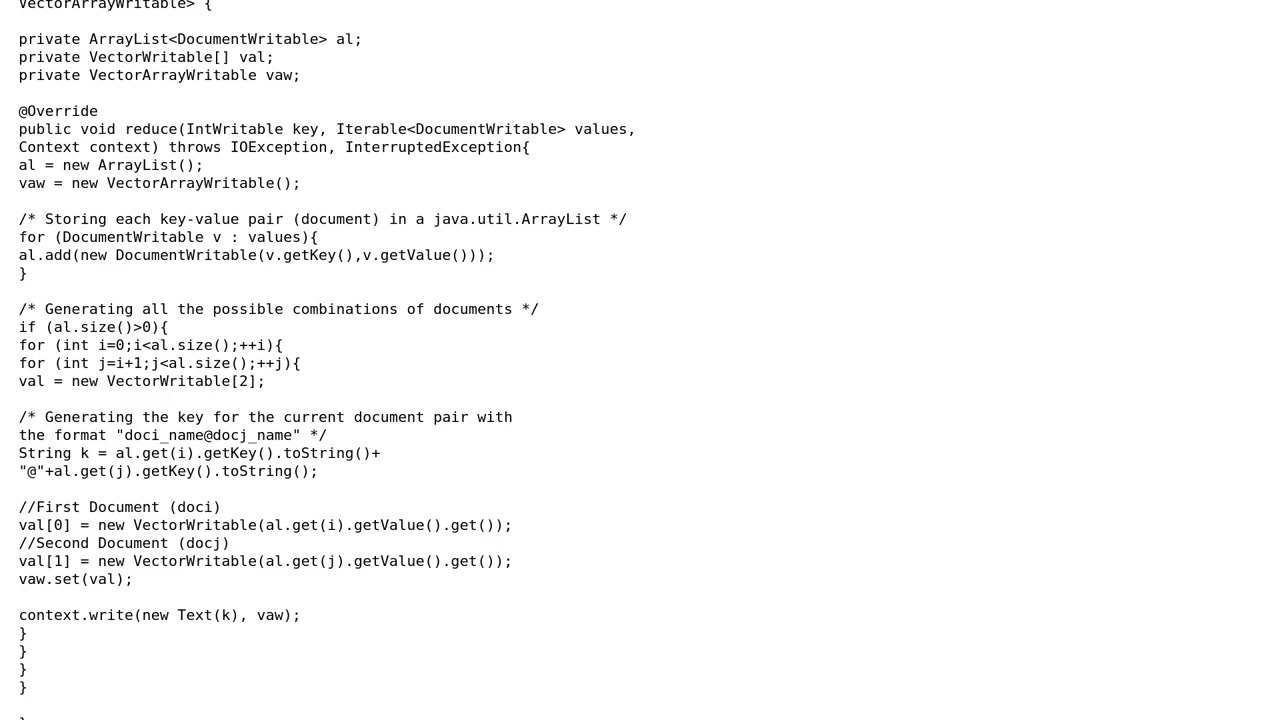 VectorArrayWritable> {
private ArrayList<DocumentWritable> al;
private VectorWritable[] val;
private VectorArrayWritable vaw;
@Override
public void reduce(IntWritable key, Iterable<DocumentWritable> values,
Context context) throws IOException, InterruptedException{
al = new ArrayList();
vaw = new VectorArrayWritable();
/* Storing each key-value pair (document) in a java.util.ArrayList */
for (DocumentWritable v : values){
al.add(new DocumentWritable(v.getKey(),v.getValue()));
}
/* Generating all the possible combinations of documents */
if (al.size()>0){
for (int i=0;i<al.size();++i){
for (int j=i+1;j<al.size();++j){
val = new VectorWritable[2];
/* Generating the key for the current document pair with
the format "doci_name@docj_name" */
String k = al.get(i).getKey().toString()+
"@"+al.get(j).getKey().toString();
//First Document (doci)
val[0] = new VectorWritable(al.get(i).getValue().get());
//Second Document (docj)
val[1] = new VectorWritable(al.get(j).getValue().get());
vaw.set(val);
context.write(new Text(k), vaw);
}
}
}
}
}